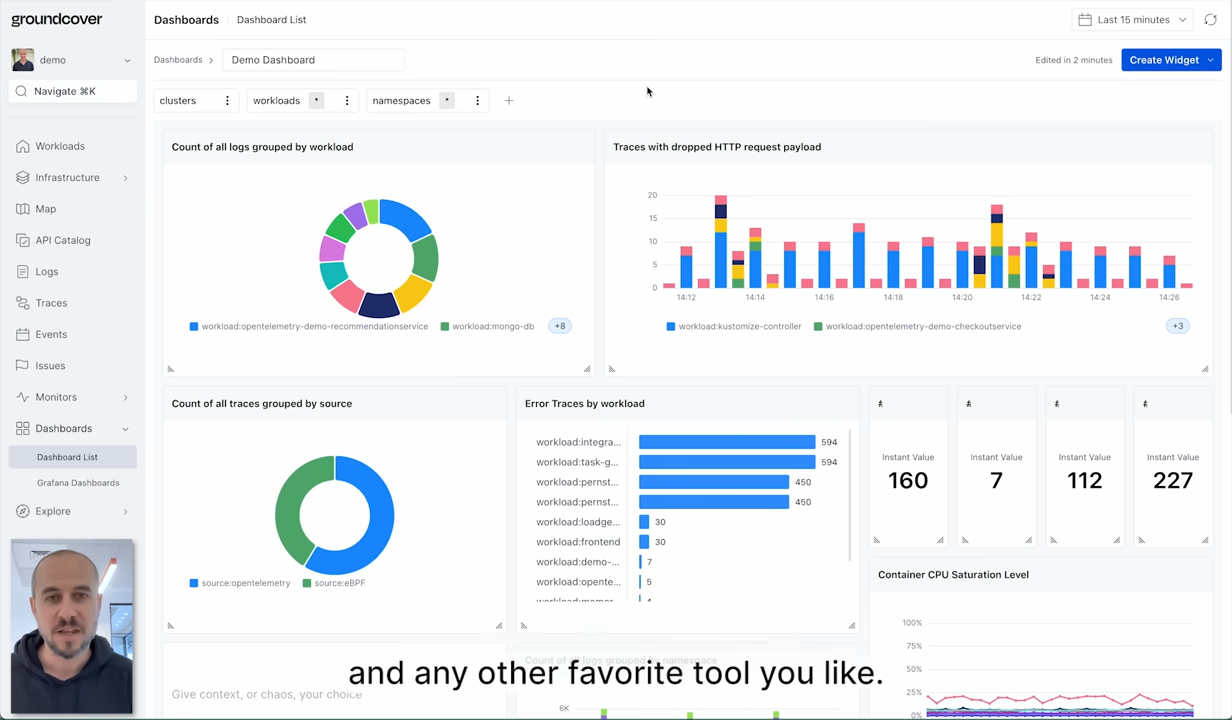 groundcover
Dashboards
Dashboard List
Last 15 minutes
demo
Navigate ⌘K
Dashboards
Demo Dashboard
Edited in 2 minutes
Create Widget
clusters
workloads *
namespaces *
Workloads
Infrastructure
Map
API Catalog
Logs
Traces
Events
Issues
Monitors
Dashboards
Dashboard List
Grafana Dashboards
Explore
Count of all logs grouped by workload
workload:opentelemetry-demo-recommendationservice
workload:mongo-db
+8
Traces with dropped HTTP request payload
20
15
10
5
0
14:12
14:14
14:16
14:18
14:20
14:22
14:24
14:26
workload:kustomize-controller
workload:opentelemetry-demo-checkoutservice
+3
Count of all traces grouped by source
source:opentelemetry
source:eBPF
Error Traces by workload
workload:integra... 594
workload:task-g... 594
workload:pernst... 450
workload:pernst... 450
workload:loadge... 30
workload:frontend 30
workload:demo-... 7
workload:opente... 5
Instant Value
160
Instant Value
7
Instant Value
112
Instant Value
227
Container CPU Saturation Level
100%
75%
50%
25%
0%
Give context, or chaos, your choice
Count of all logs grouped by namespace
6K
and any other favorite tool you like.